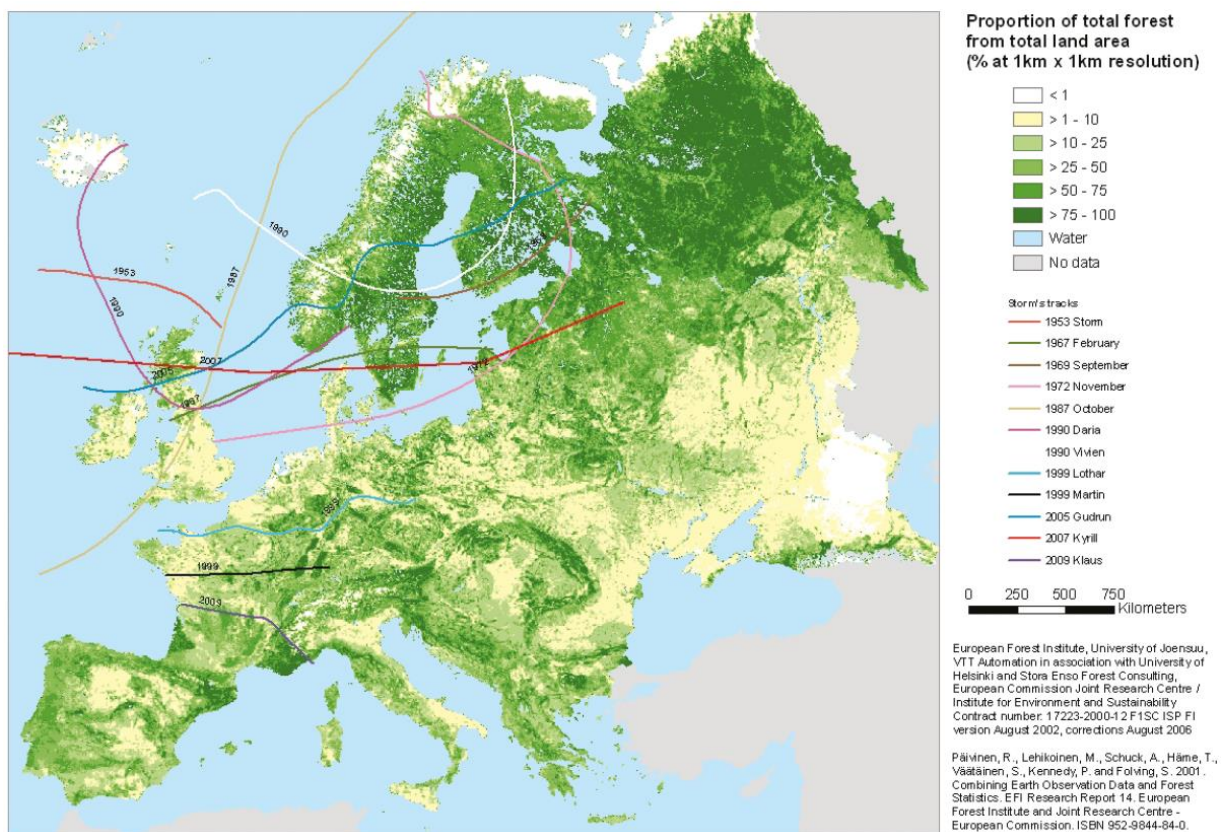 Proportion of total forest
from total land area
(% at 1km x 1km resolution)
< 1
> 1 - 10
> 10 - 25
> 25 - 50
> 50 - 75
> 75 - 100
Water
No data
Storm's tracks
1953 Storm
1967 February
1969 September
1972 November
1987 October
1990 Daria
1990 Vivien
1999 Lothar
1999 Martin
2005 Gudrun
2007 Kyrill
2009 Klaus
0 250 500 750
Kilometers
European Forest Institute, University of Joensuu,
VTT Automation in association with University of
Helsinki and Stora Enso Forest Consulting,
European Commission Joint Research Centre /
Institute for Environment and Sustainability
Contract number: 17223-2000-12 F1SC ISP FI
version August 2002, corrections August 2006
Päivinen, R., Lehikoinen, M., Schuck, A., Häme, T.,
Väätäinen, S., Kennedy, P. and Folving, S. 2001.
Combining Earth Observation Data and Forest
Statistics. EFI Research Report 14. European
Forest Institute and Joint Research Centre -
European Commission. ISBN 952-9844-84-0.
1990
1987
1953
1990
2007
2005
1972
1999
1999
2009